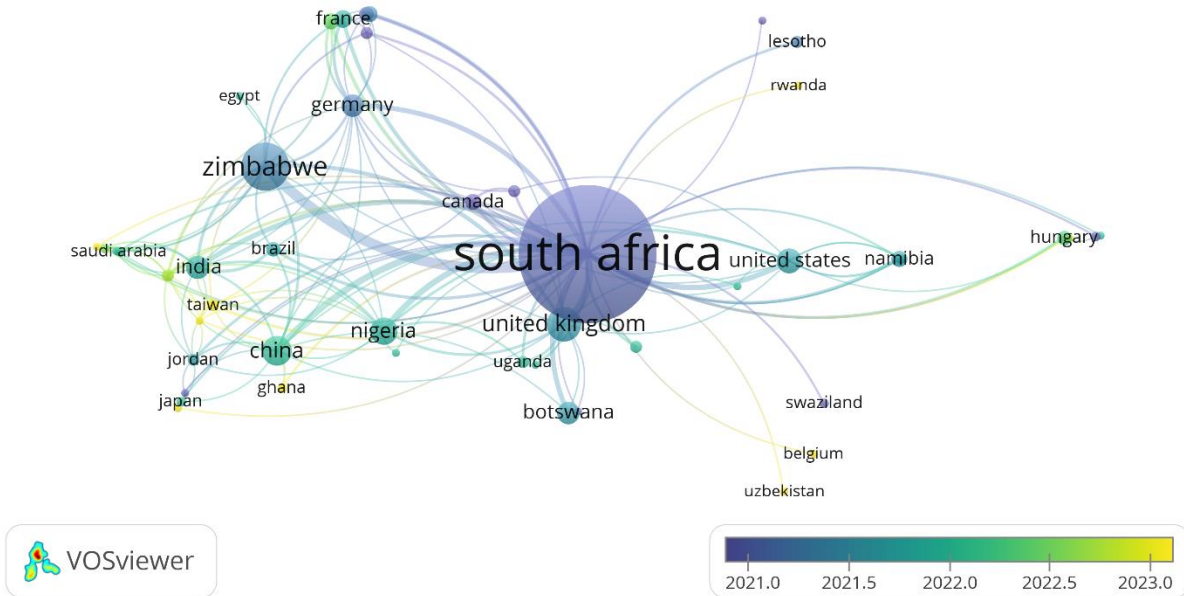 france
lesotho
rwanda
egypt
germany
zimbabwe
canada
saudi arabia
brazil
south africa
hungary
india
united states
namibia
taiwan
nigeria
united kingdom
china
jordan
uganda
ghana
japan
botswana
swaziland
belgium
uzbekistan
VOSviewer
2021.0 2021.5 2022.0 2022.5 2023.0